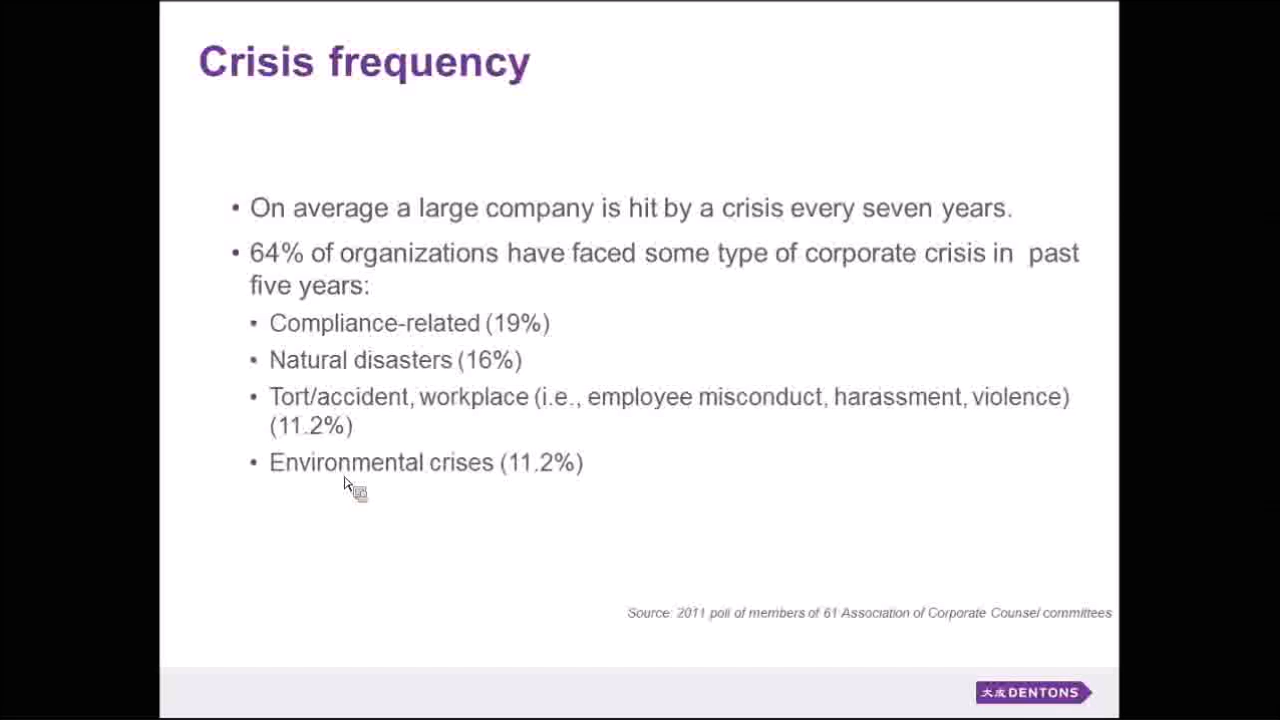 Crisis frequency
• On average a large company is hit by a crisis every seven years.
• 64% of organizations have faced some type of corporate crisis in past
five years:
• Compliance-related (19%)
• Natural disasters (16%)
• Tort/accident, workplace (i.e., employee misconduct, harassment, violence)
(11.2%)
• Environmental crises (11.2%)
Source: 2011 poll of members of 61 Association of Corporate Counsel committees
大成 DENTONS